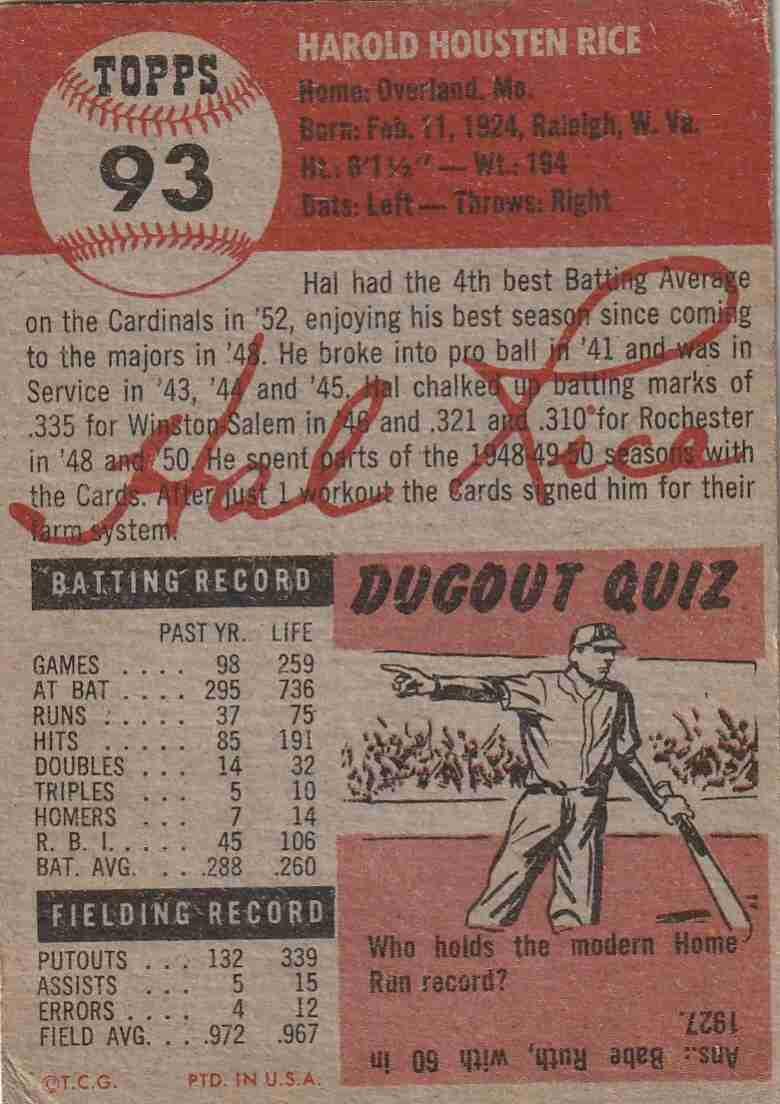 TOPPS
93
HAROLD HOUSTEN RICE
Home: Overland, Mo.
Born: Feb. 11, 1924, Raleigh, W. Va.
Ht.: 6'1½" — Wt.: 194
Bats: Left — Throws: Right
Hal had the 4th best Batting Average
on the Cardinals in '52, enjoying his best season since coming
to the majors in '48. He broke into pro ball in '41 and was in
Service in '43, '44 and '45. Hal chalked up batting marks of
.335 for Winston-Salem in '46 and .321 and .310 for Rochester
in '48 and '50. He spent parts of the 1948-49-50 seasons with
the Cards. After just 1 workout the Cards signed him for their
farm system.
Hal Rice
BATTING RECORD
PAST YR. LIFE
GAMES .... 98 259
AT BAT .... 295 736
RUNS ..... 37 75
HITS ..... 85 191
DOUBLES ... 14 32
TRIPLES ... 5 10
HOMERS ... 7 14
R. B. I. .... 45 106
BAT. AVG. ... .288 .260
FIELDING RECORD
PUTOUTS ... 132 339
ASSISTS ... 5 15
ERRORS .... 4 12
FIELD AVG. ... .972 .967
©T.C.G. PTD. IN U.S.A.
DUGOUT QUIZ
Who holds the modern Home
Run record?
Ans.: Babe Ruth, with 60 in
1927.